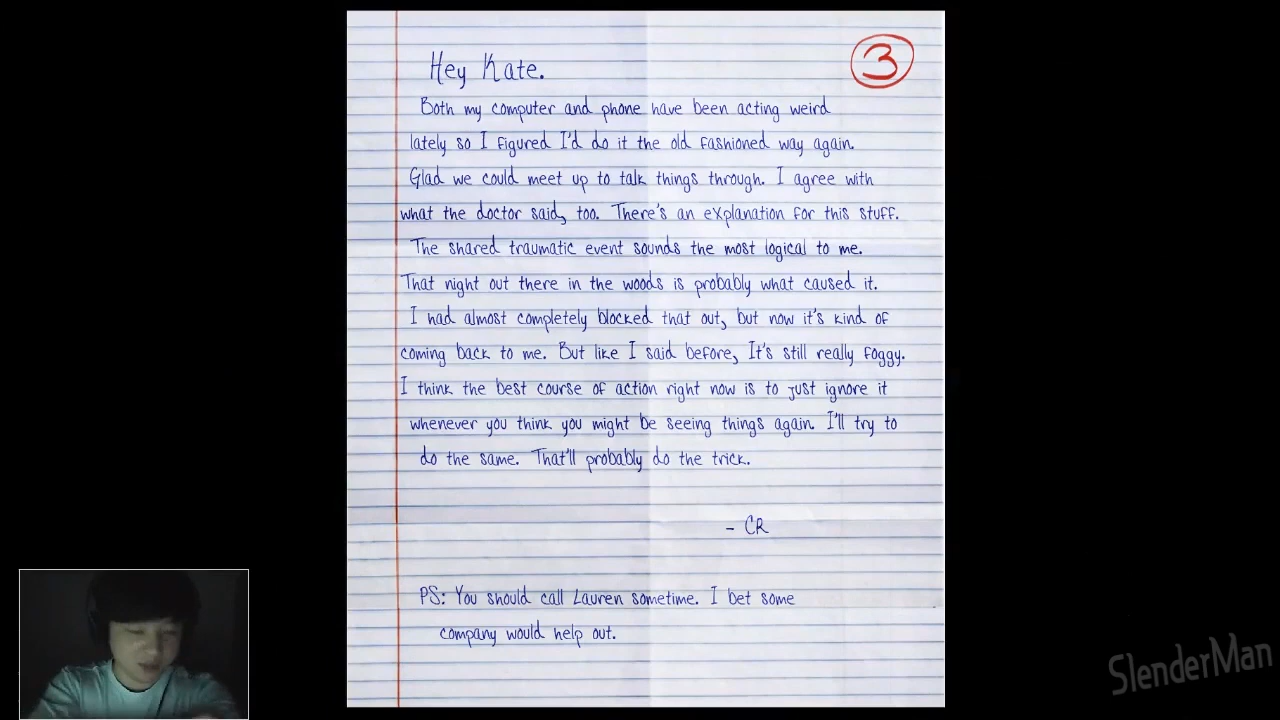 3
Hey Kate.
Both my computer and phone have been acting weird
lately so I figured I'd do it the old fashioned way again.
Glad we could meet up to talk things through. I agree with
what the doctor said, too. There's an explanation for this stuff.
The shared traumatic event sounds the most logical to me.
That night out there in the woods is probably what caused it.
I had almost completely blocked that out, but now it's kind of
coming back to me. But like I said before, It's still really foggy.
I think the best course of action right now is to just ignore it
whenever you think you might be seeing things again. I'll try to
do the same. That'll probably do the trick.
- CR
PS: You should call Lauren sometime. I bet some
company would help out.
SlenderMan